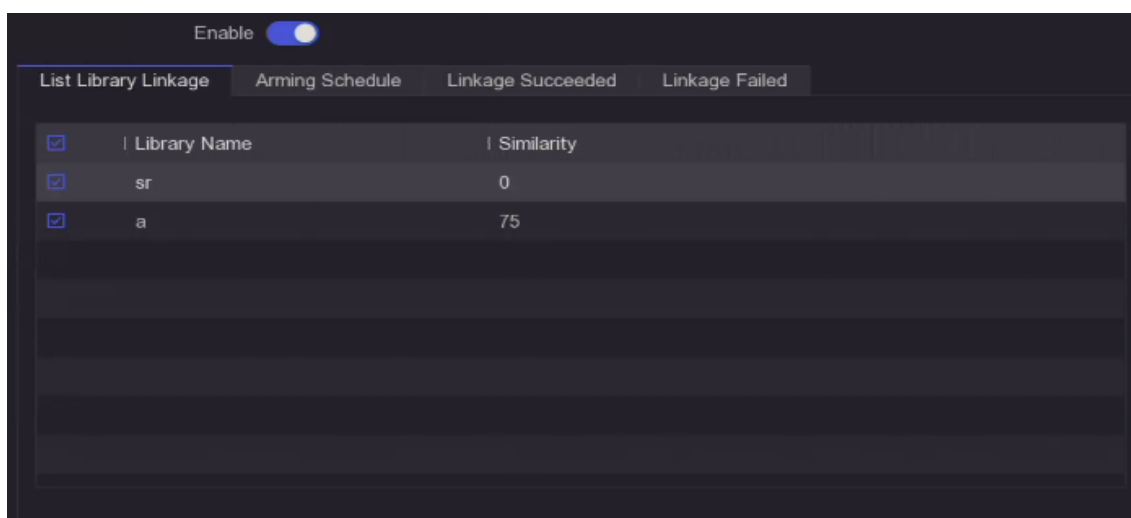 Enable
List Library Linkage Arming Schedule Linkage Succeeded Linkage Failed
Library Name Similarity
sr 0
a 75